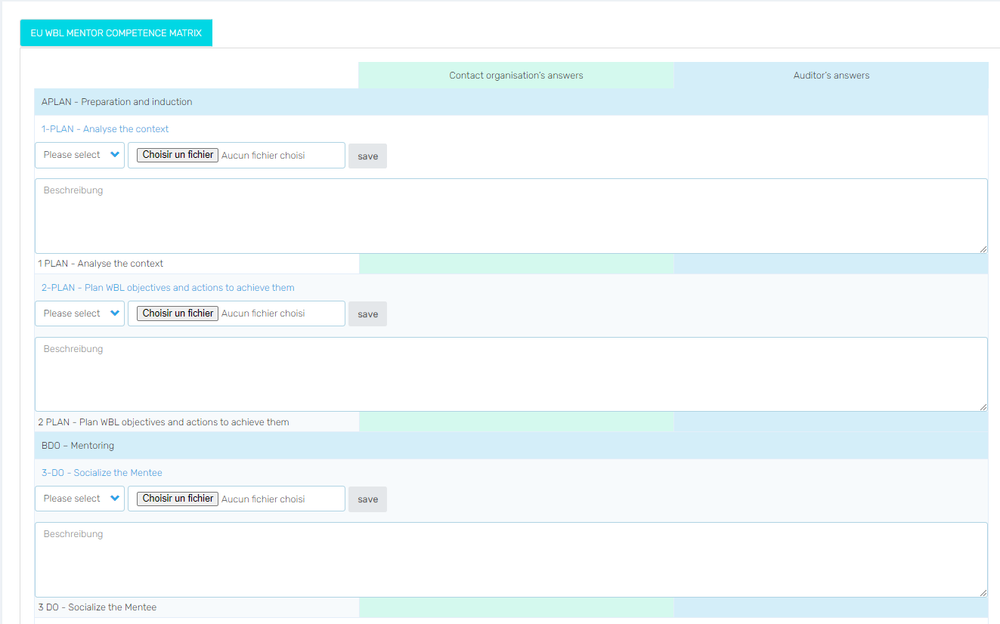 EU WBL MENTOR COMPETENCE MATRIX
Contact organisation's answers Auditor's answers
APLAN - Preparation and induction
1-PLAN - Analyse the context
Please select Choisir un fichier Aucun fichier choisi save
Beschreibung
1 PLAN - Analyse the context
2-PLAN - Plan WBL objectives and actions to achieve them
Please select Choisir un fichier Aucun fichier choisi save
Beschreibung
2 PLAN - Plan WBL objectives and actions to achieve them
BDO – Mentoring
3-DO - Socialize the Mentee
Please select Choisir un fichier Aucun fichier choisi save
Beschreibung
3 DO - Socialize the Mentee